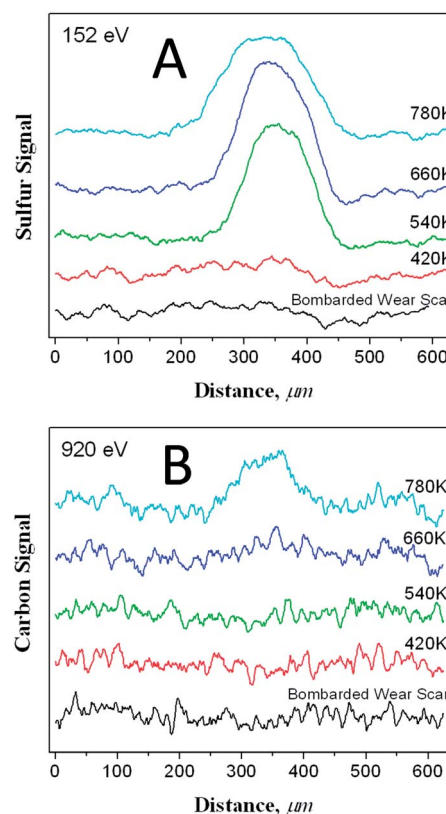 152 eV
A
780K
660K
540K
420K
Bombarded Wear Scar
Sulfur Signal
0 100 200 300 400 500 600
Distance, μm
920 eV
B
780K
660K
540K
420K
Bombarded Wear Scar
Carbon Signal
0 100 200 300 400 500 600
Distance, μm